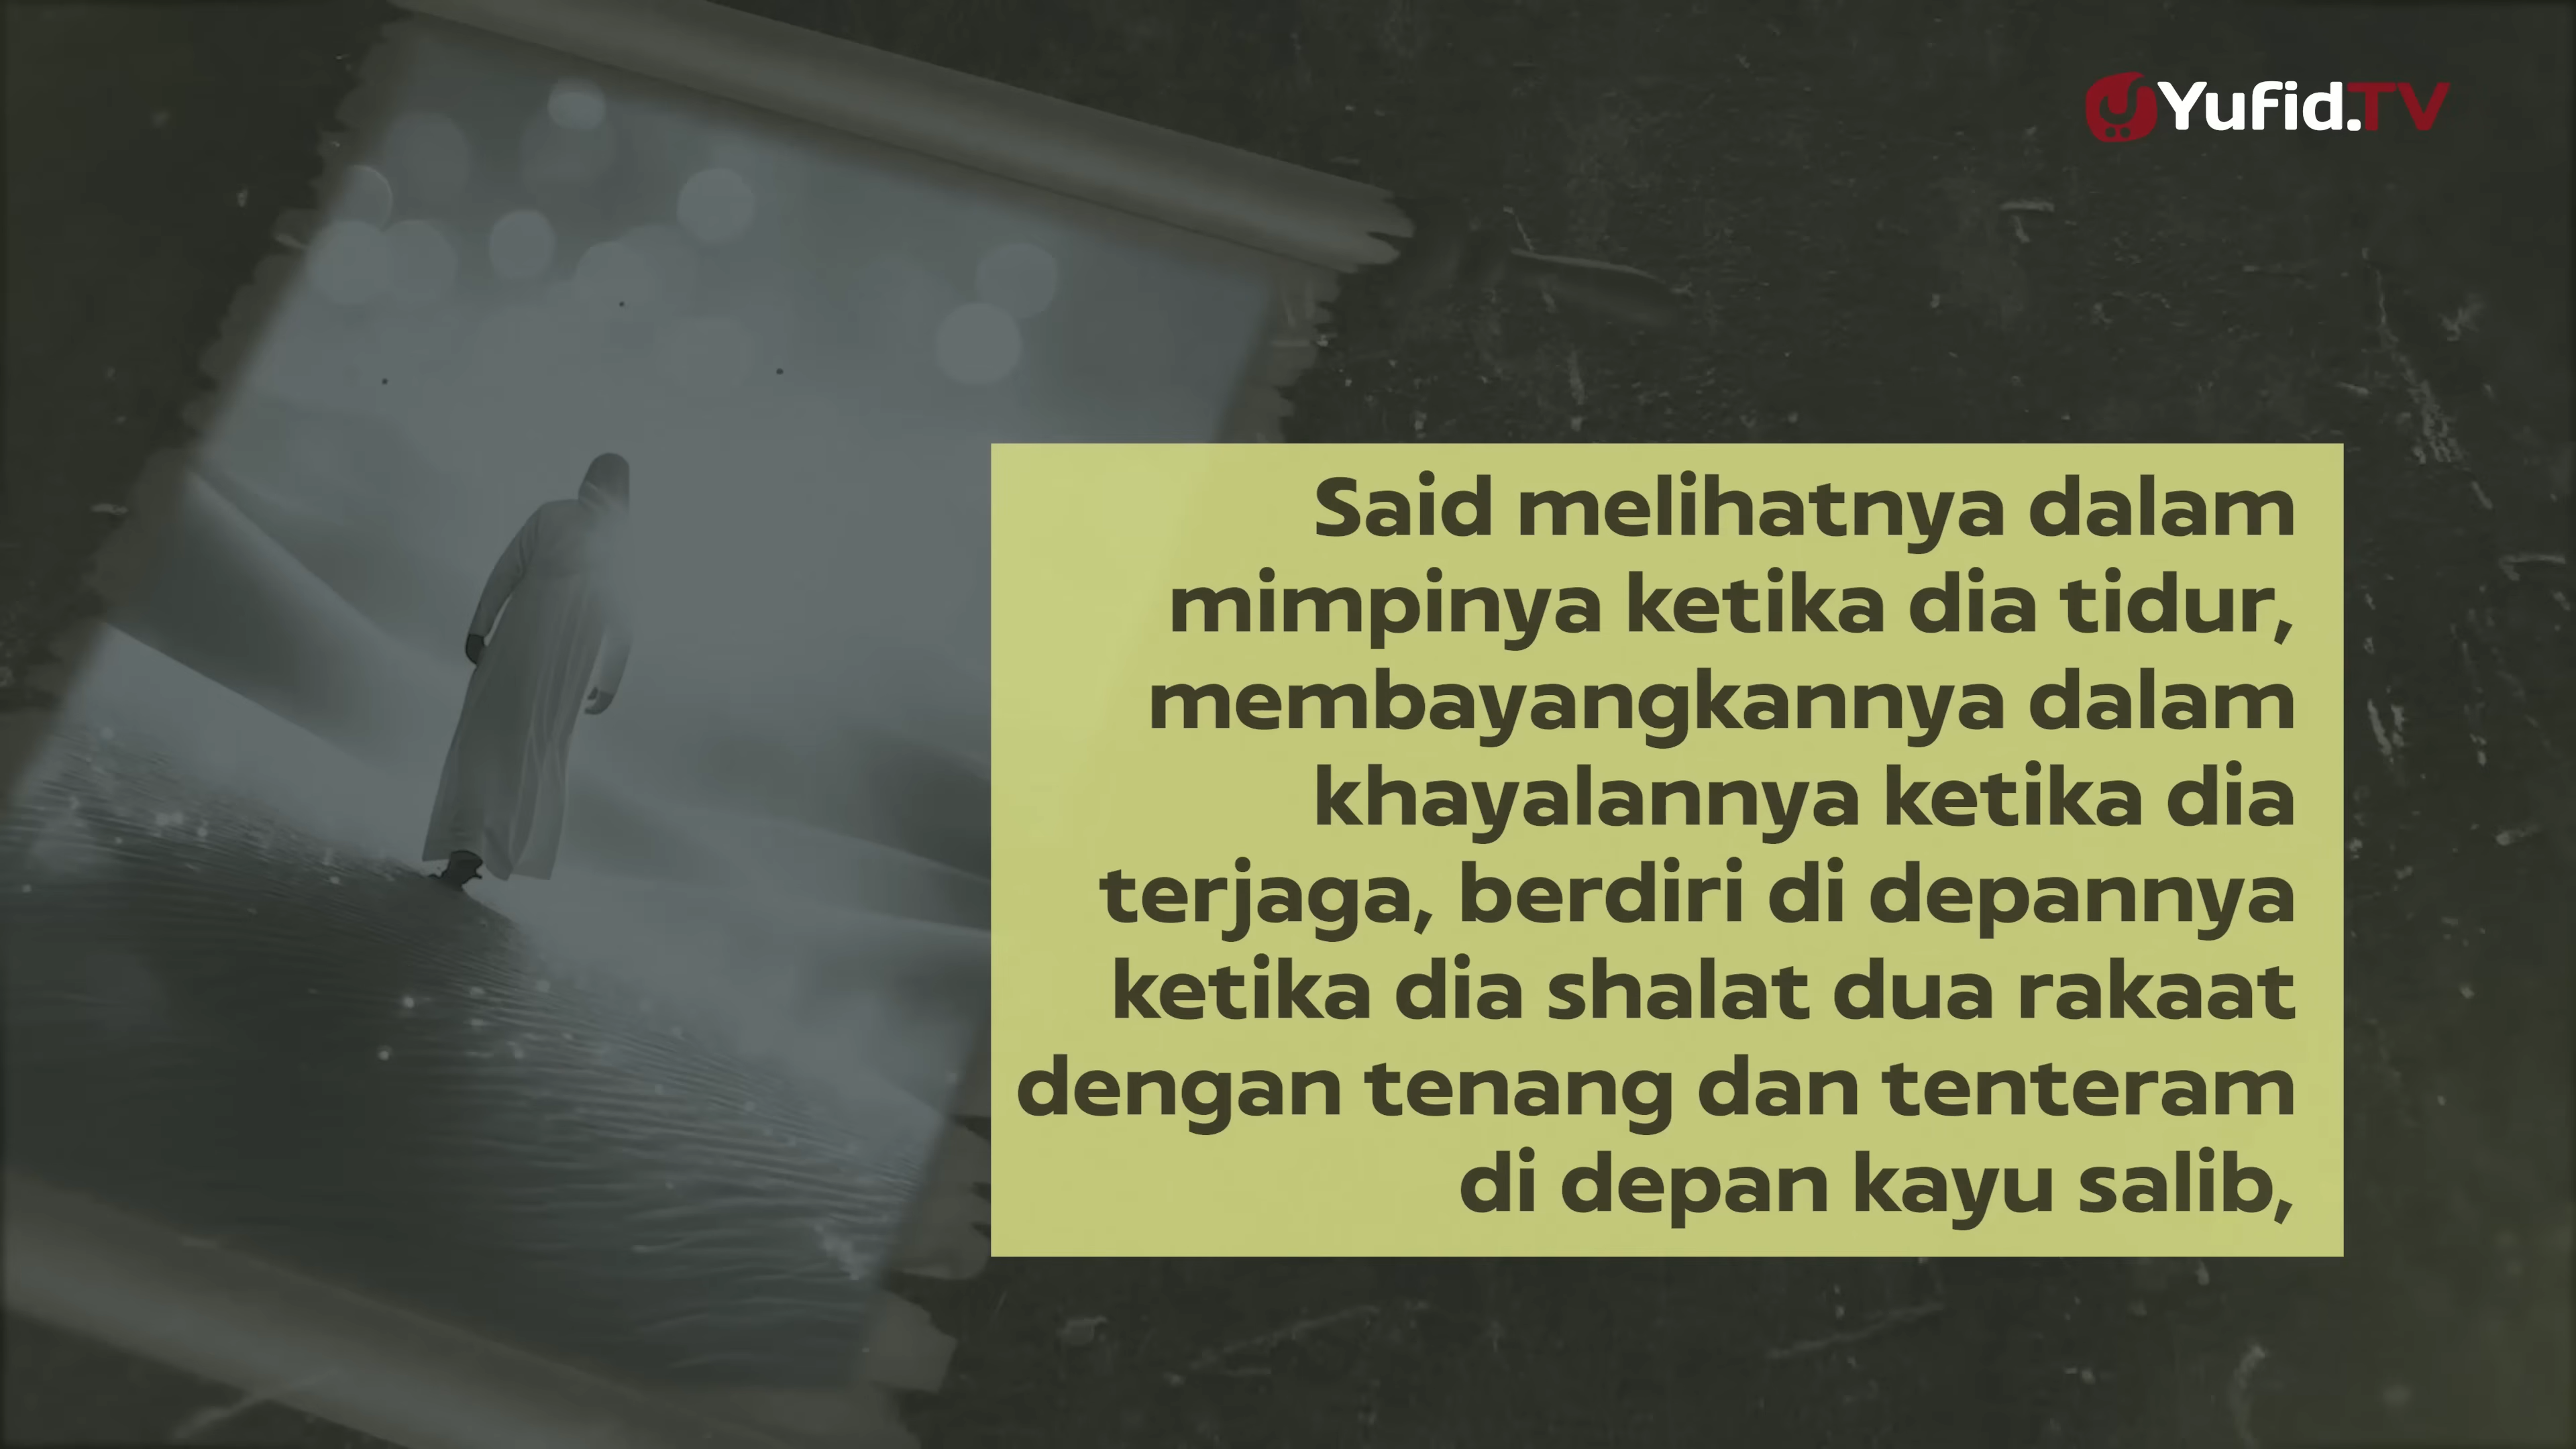 Yufid.TV
Said melihatnya dalam
mimpinya ketika dia tidur,
membayangkannya dalam
khayalannya ketika dia
terjaga, berdiri di depannya
ketika dia shalat dua rakaat
dengan tenang dan tenteram
di depan kayu salib,